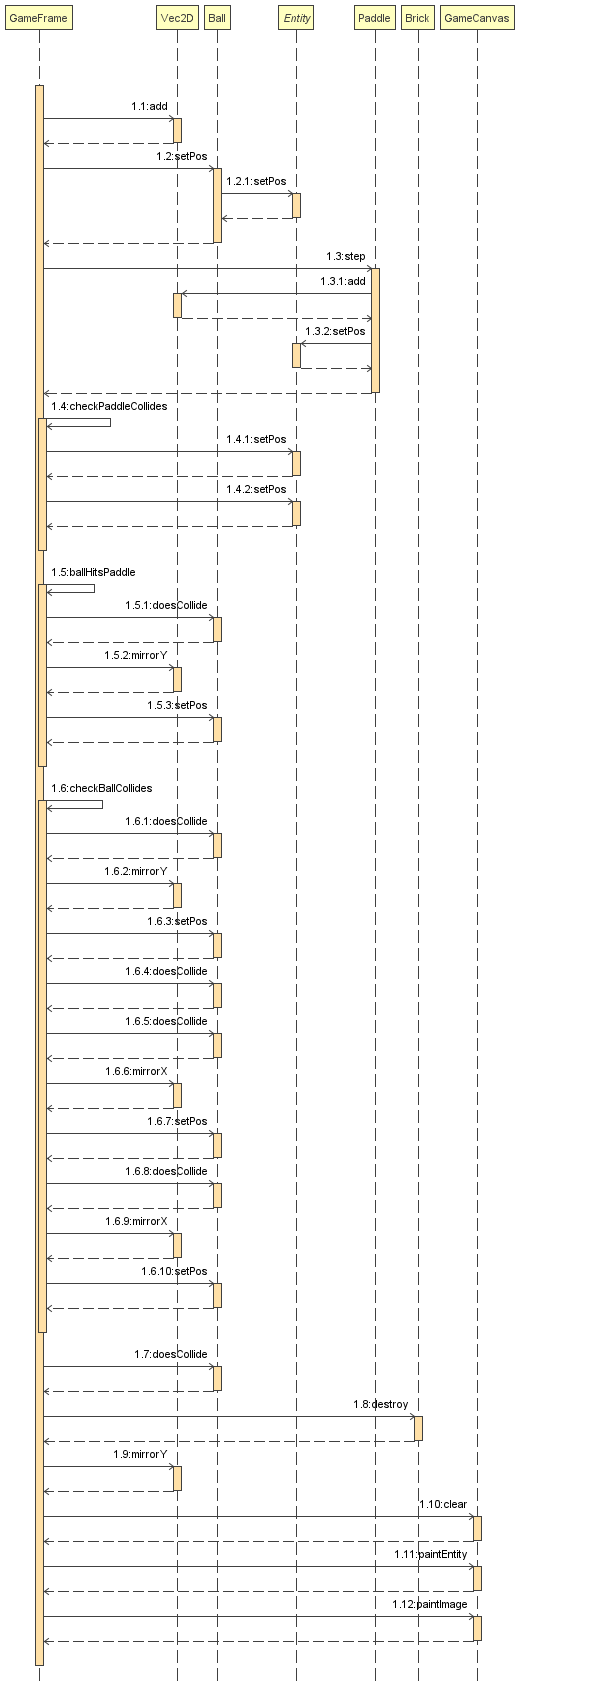 GameFrame Vec2D Ball Entity Paddle Brick GameCanvas
1.1:add
1.2:setPos
1.2.1:setPos
1.3:step
1.3.1:add
1.3.2:setPos
1.4:checkPaddleCollides
1.4.1:setPos
1.4.2:setPos
1.5:ballHitsPaddle
1.5.1:doesCollide
1.5.2:mirrorY
1.5.3:setPos
1.6:checkBallCollides
1.6.1:doesCollide
1.6.2:mirrorY
1.6.3:setPos
1.6.4:doesCollide
1.6.5:doesCollide
1.6.6:mirrorX
1.6.7:setPos
1.6.8:doesCollide
1.6.9:mirrorX
1.6.10:setPos
1.7:doesCollide
1.8:destroy
1.9:mirrorY
1.10:clear
1.11:paintEntity
1.12:paintImage